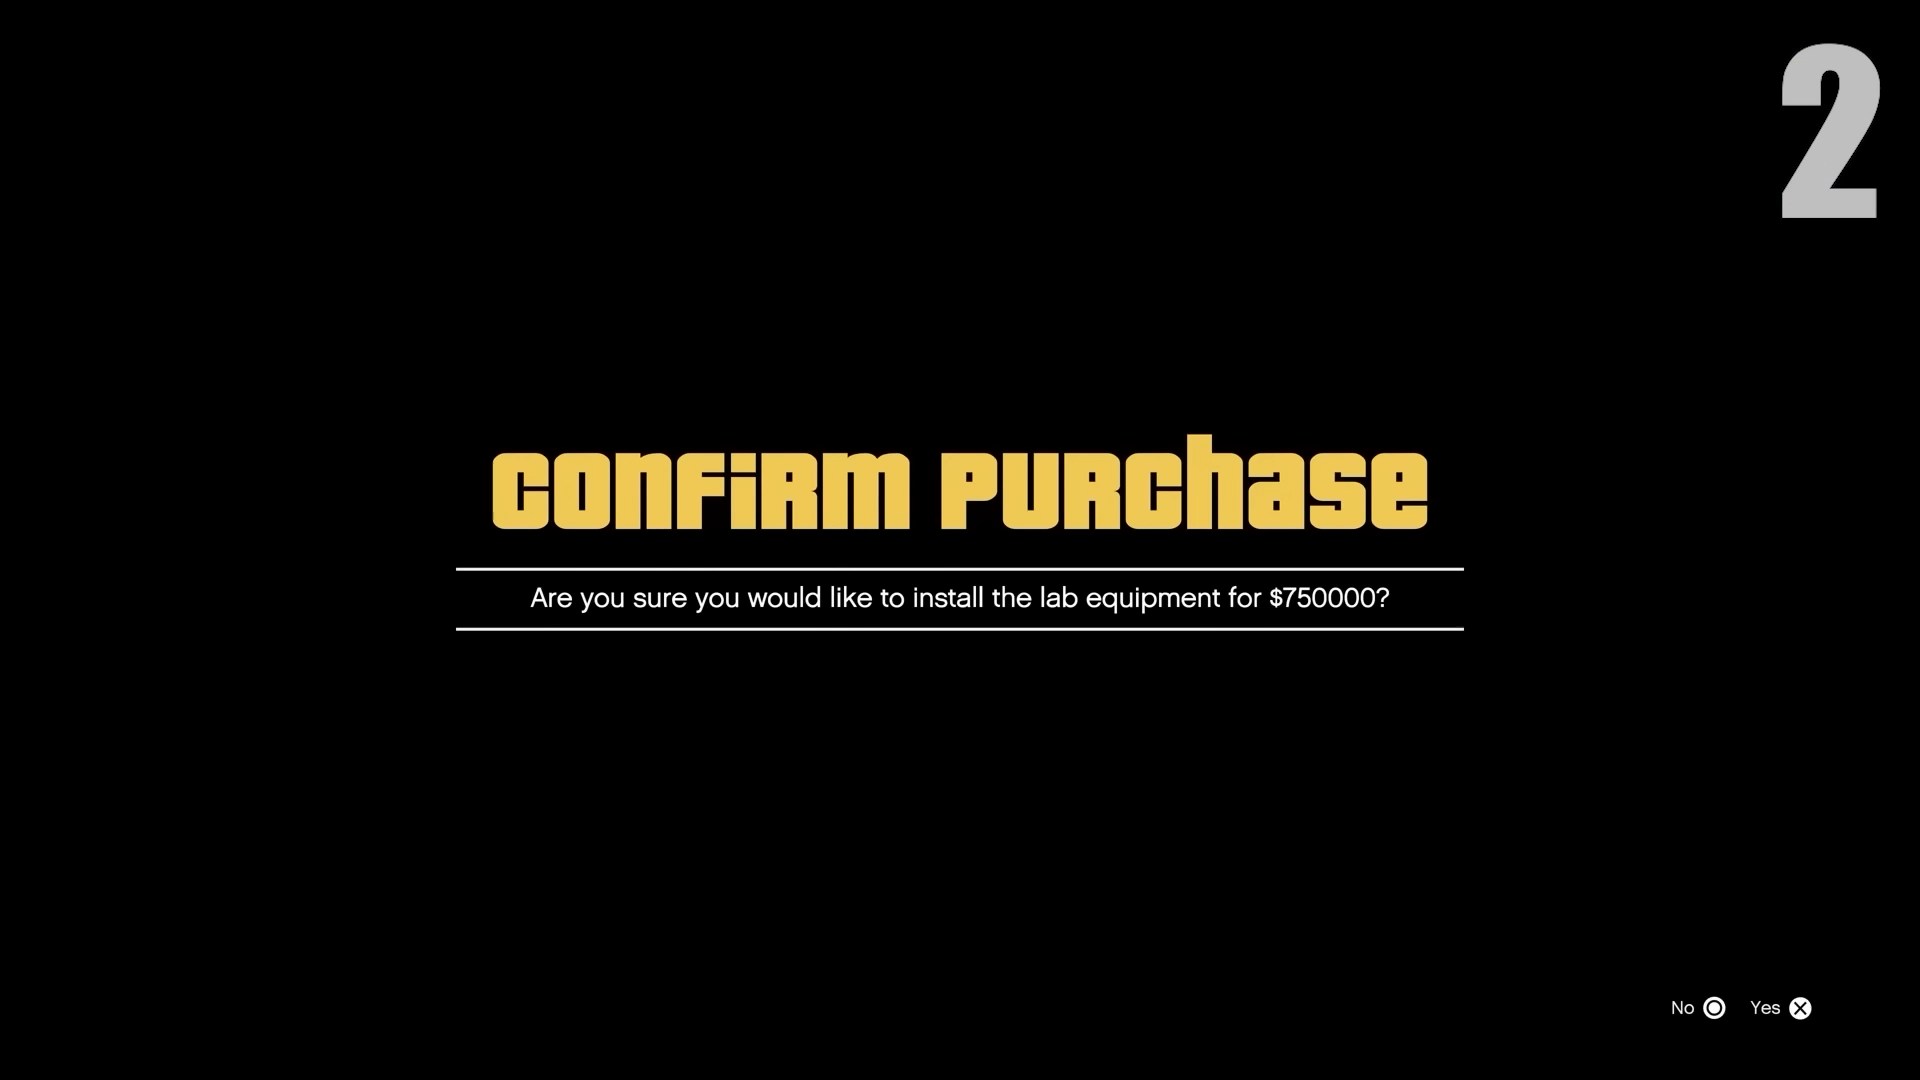 2
CONFIRM PURCHASE
Are you sure you would like to install the lab equipment for $750000?
No Yes